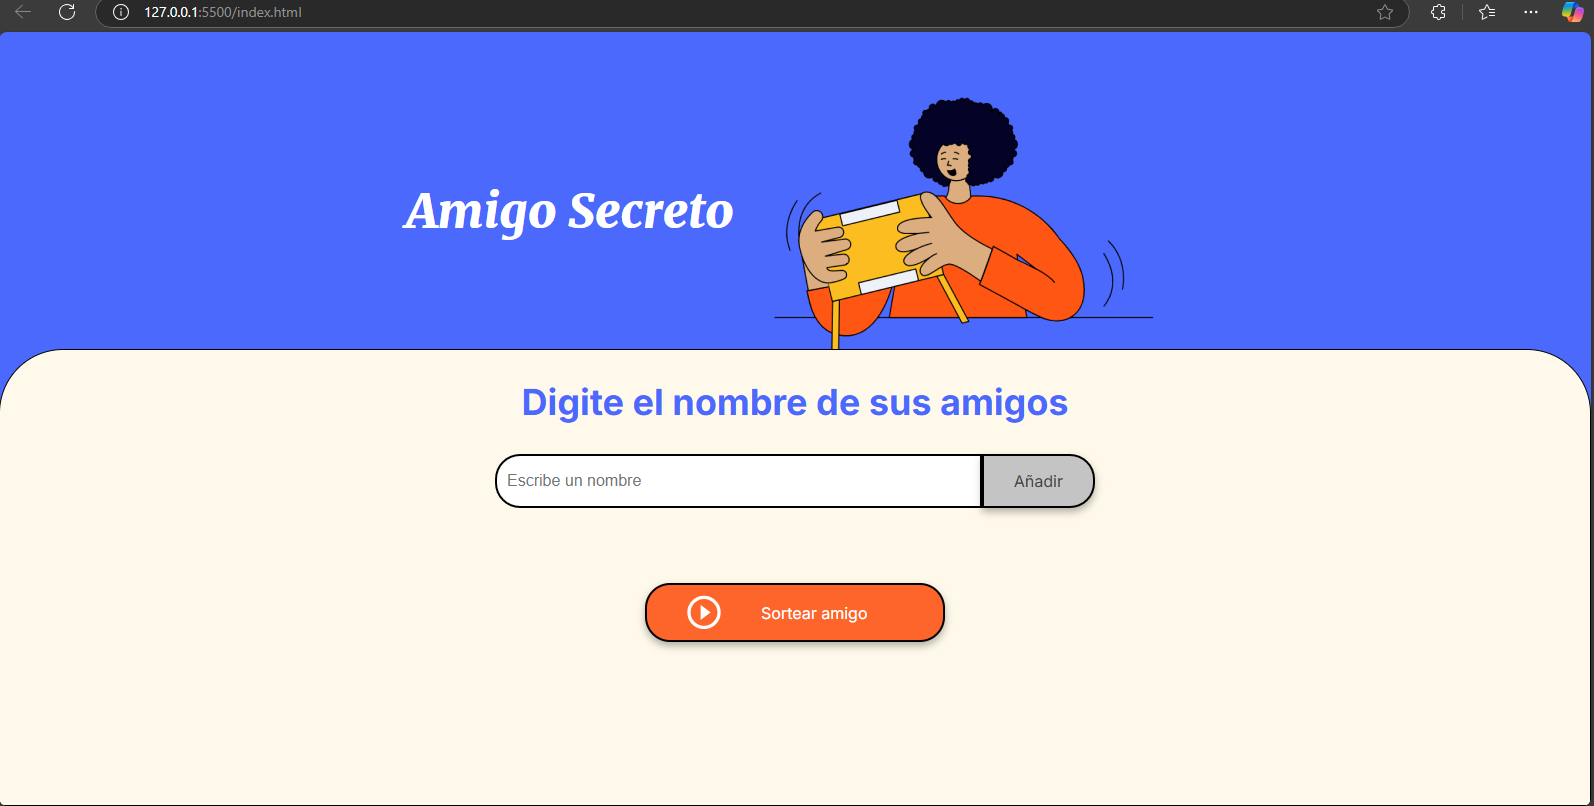 127.0.0.1:5500/index.html
Amigo Secreto
Digite el nombre de sus amigos
Escribe un nombre
Añadir
Sortear amigo